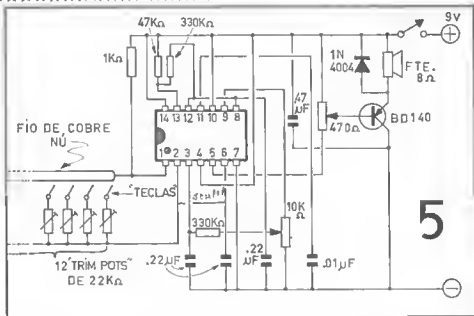 47KΩ 330KΩ
1KΩ
14 13 12 11 10 9 8
1 2 3 4 5 6 7
9V
+
1N
4004
FTE.
8Ω
.47
µF
470Ω
BD140
FIO DE COBRE
NÚ
"TECLAS"
330KΩ
10K
Ω
12 "TRIM POTS"
DE 22KΩ
.22µF
.22
µF
.01µF
5
−